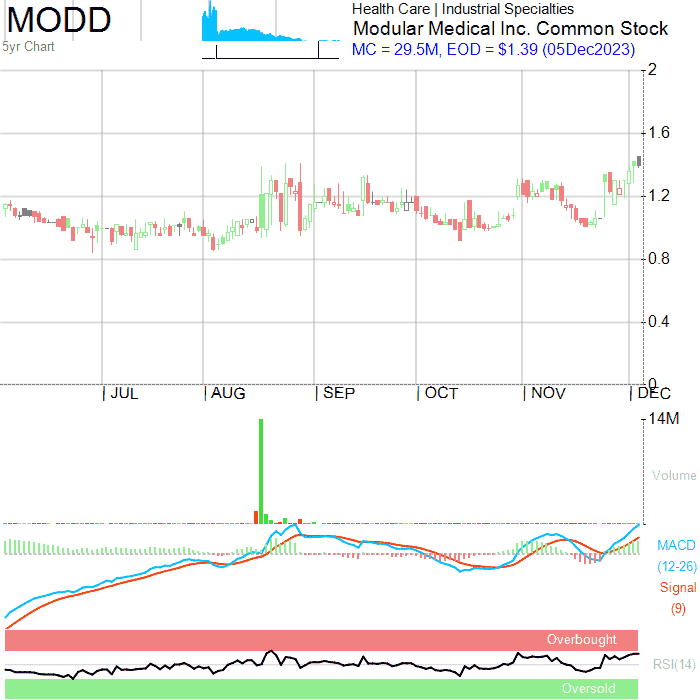 MODD
5yr Chart
Health Care | Industrial Specialties
Modular Medical Inc. Common Stock
MC = 29.5M, EOD = $1.39 (05Dec2023)
2
1.6
1.2
0.8
0.4
0
JUL AUG SEP OCT NOV DEC
14M
Volume
MACD
(12-26)
Signal
(9)
Overbought
RSI(14)
Oversold